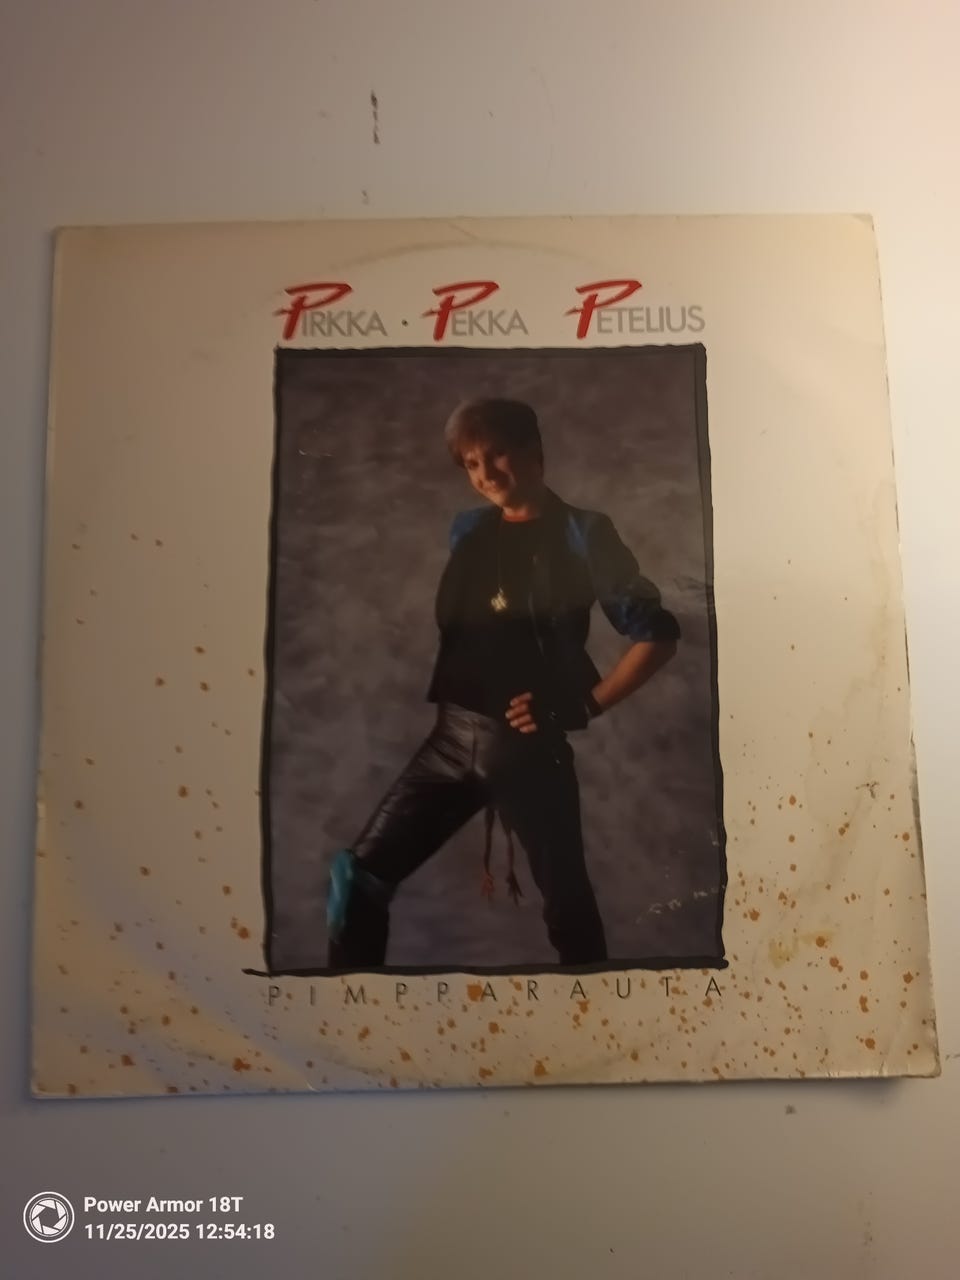 PIRKKA · PEKKA PETELIUS
PIMPPARAUTA
Power Armor 18T
11/25/2025 12:54:18